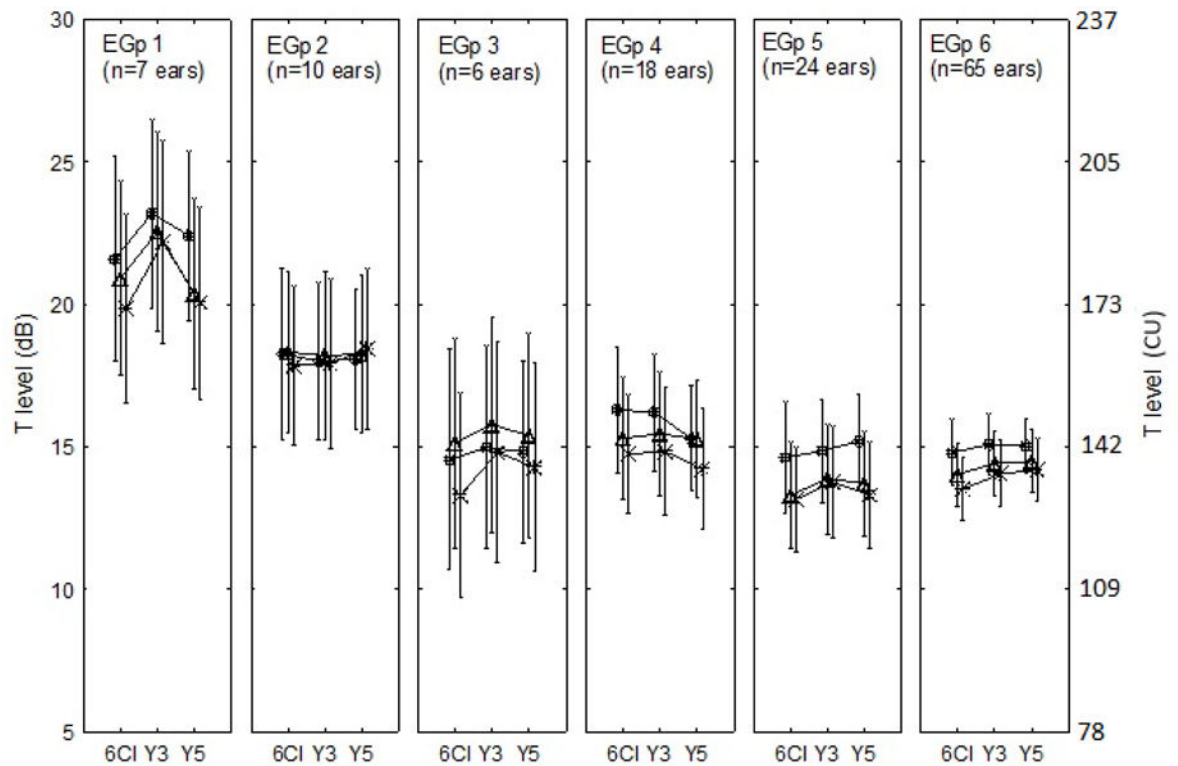 30
25
20
15
10
5
T level (dB)
EGp 1
(n=7 ears)
EGp 2
(n=10 ears)
EGp 3
(n=6 ears)
EGp 4
(n=18 ears)
EGp 5
(n=24 ears)
EGp 6
(n=65 ears)
237
205
173
142
109
78
T level (CU)
6CI Y3 Y5
6CI Y3 Y5
6CI Y3 Y5
6CI Y3 Y5
6CI Y3 Y5
6CI Y3 Y5